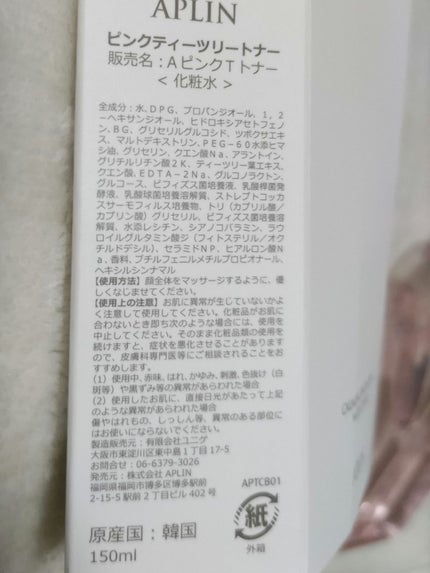 APLIN
ピンクティーツリートナー
販売名：AピンクTトナー
< 化粧水 >
全成分：水、DPG、プロパンジオール、1，2
－ヘキサンジオール、ヒドロキシアセトフェノ
ン、BG、グリセリルグルコシド、ツボクサエキ
ス、マルトデキストリン、PEG－60水添ヒマ
シ油、グリセリン、クエン酸Na、アラントイン、
グリチルリチン酸2K、ティーツリー葉エキス、
クエン酸、EDTA－2Na、グルコノラクトン、
グルコース、ビフィズス菌培養液、乳酸桿菌発
酵液、乳酸球菌培養溶解質、ストレプトコッカ
スサーモフィルス培養物、トリ（カプリル酸／
カプリン酸）グリセリル、ビフィズス菌培養溶
解質、水添レシチン、シアノコバラミン、ラウ
ロイルグルタミン酸ジ（フィトステリル／オク
チルドデシル）、セラミドNP、ヒアルロン酸N
a、香料、ブチルフェニルメチルプロピオナール、
ヘキシルシンナマル
【使用方法】顔全体をマッサージするように、優
しくなじませてください。
【使用上の注意】お肌に異常が生じていないかよ
く注意して使用してください。化粧品がお肌に
合わないとき即ち次のような場合には、使用を
中止してください。そのまま化粧品類の使用を
続けますと、症状を悪化させることがあります
ので、皮膚科専門医等にご相談されることをお
すすめします。
（1）使用中、赤味、はれ、かゆみ、刺激、色抜け（白
斑等）や黒ずみ等の異常があらわれた場合
（2）使用したお肌に、直接日光があたって上記
のような異常があらわれた場合
傷やはれもの、しっしん等、異常のある部位に
はお使いにならないでください。
製造販売元：有限会社ユニゲ
大阪市東淀川区東中島1丁目17-5
お問合せ：06-6379-3026
発売元：株式会社 APLIN
福岡県福岡市博多区博多駅前
2-15-5 駅前2丁目ビル 402号
APTCB01
紙
外箱
原産国：韓国
150ml